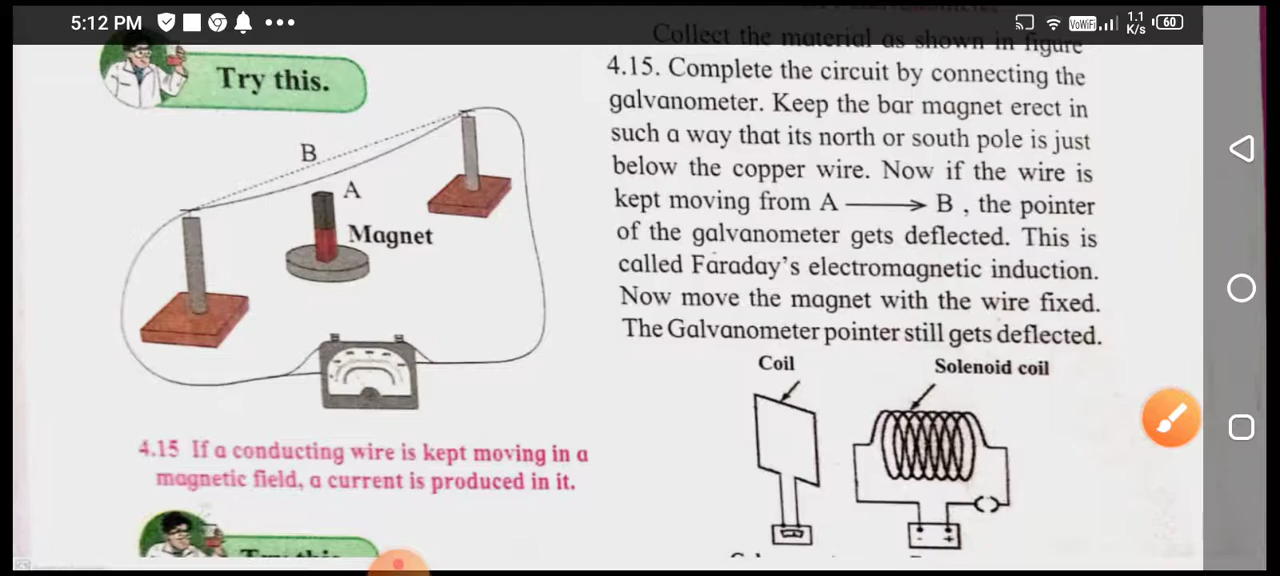 5:12 PM
VoWiFi
1.1
K/s
60
Try this.
B
A
Magnet
4.15 If a conducting wire is kept moving in a
magnetic field, a current is produced in it.
Collect the material as shown in figure
4.15. Complete the circuit by connecting the
galvanometer. Keep the bar magnet erect in
such a way that its north or south pole is just
below the copper wire. Now if the wire is
kept moving from A ⟶ B , the pointer
of the galvanometer gets deflected. This is
called Faraday's electromagnetic induction.
Now move the magnet with the wire fixed.
The Galvanometer pointer still gets deflected.
Coil
Solenoid coil
- +